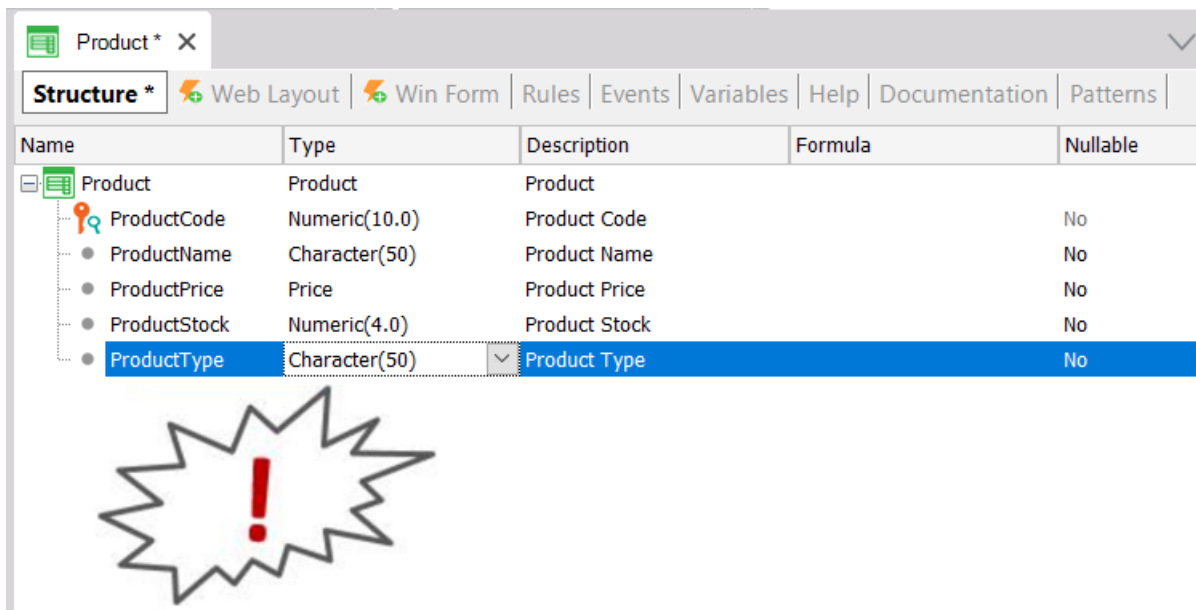 Product *
Structure * Web Layout Win Form Rules Events Variables Help Documentation Patterns
Name Type Description Formula Nullable
Product Product Product
ProductCode Numeric(10.0) Product Code No
ProductName Character(50) Product Name No
ProductPrice Price Product Price No
ProductStock Numeric(4.0) Product Stock No
ProductType Character(50) Product Type No
!